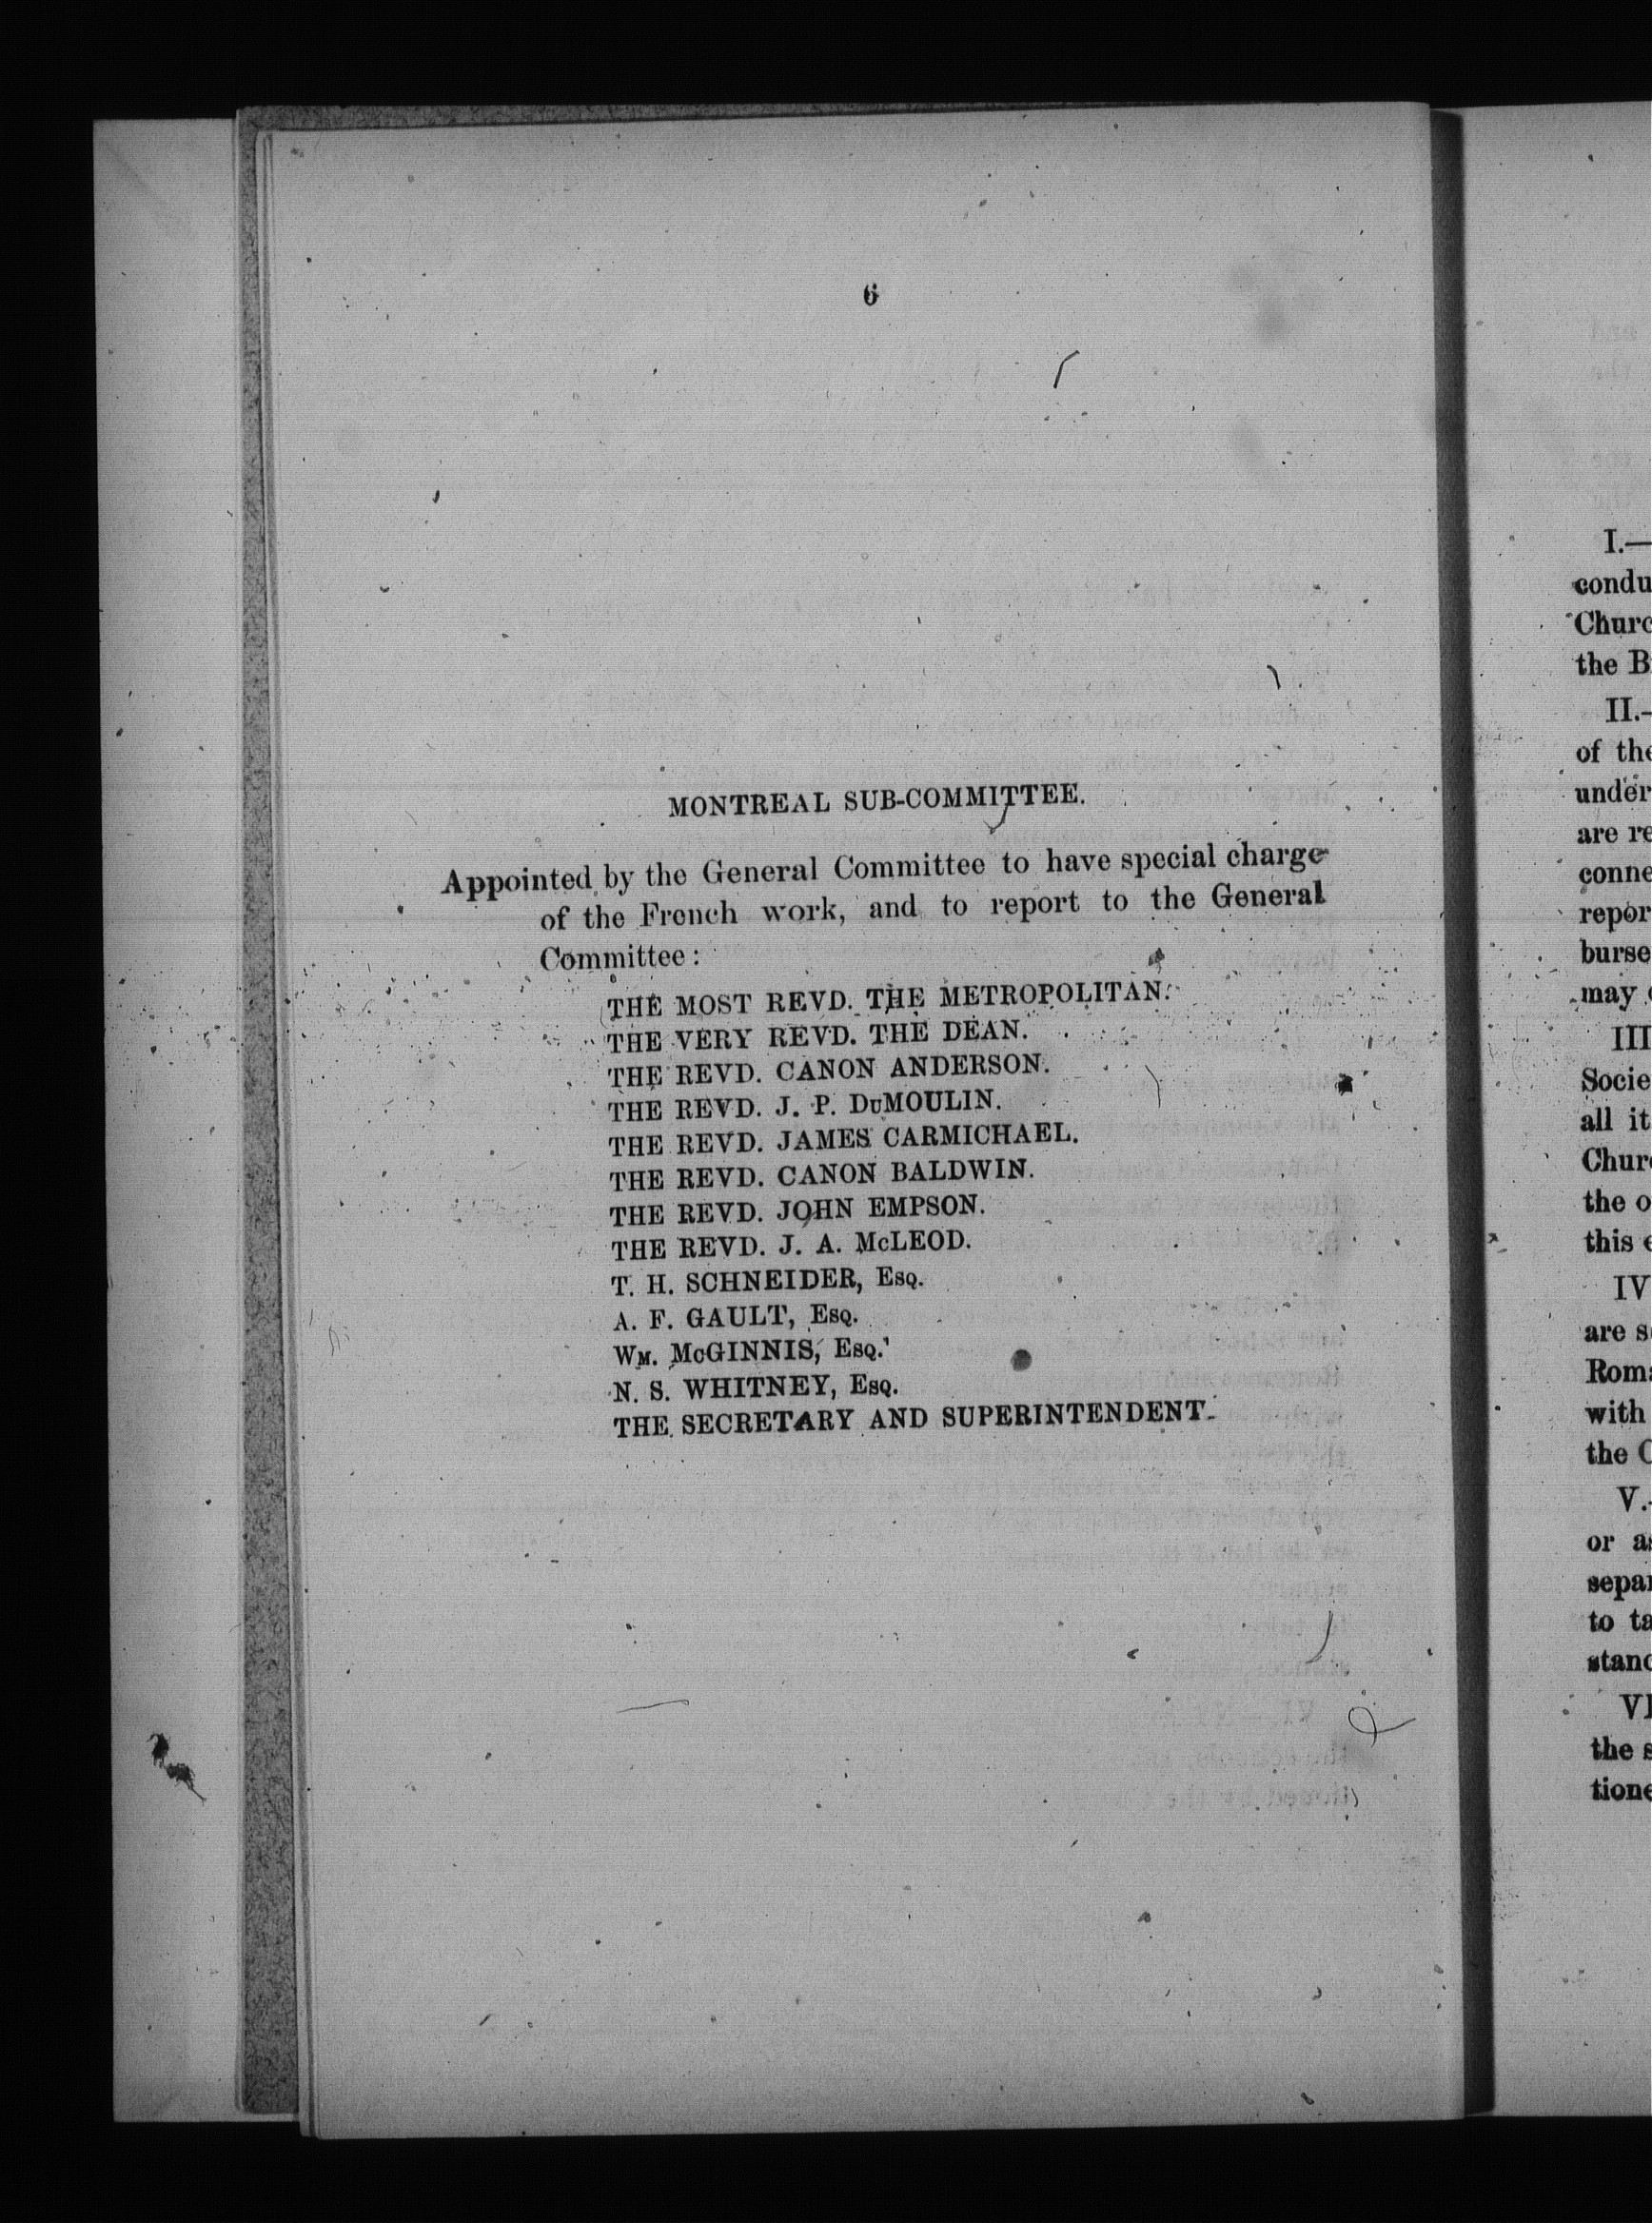 6
MONTREAL SUB-COMMITTEE.
Appointed by the General Committee to have special charge
of the French work, and to report to the General
Committee:
THE MOST REVD. THE METROPOLITAN.
THE VERY REVD. THE DEAN.
THE REVD. CANON ANDERSON.
THE REVD. J. P. DuMOULIN.
THE REVD. JAMES CARMICHAEL.
THE REVD. CANON BALDWIN.
THE REVD. JOHN EMPSON.
THE REVD. J. A. McLEOD.
T. H. SCHNEIDER, Esq.
A. F. GAULT, Esq.
Wm. McGINNIS, Esq.
N. S. WHITNEY, Esq.
THE SECRETARY AND SUPERINTENDENT.
I.—
condu
Churc
the B
II.-
of the
under
are re
conne
repor
burse
may
III
Socie
all it
Chur
the o
this
IV
are s
Roma
with
the C
V.-
or as
separ
to ta
stanc
VI
the s
tione